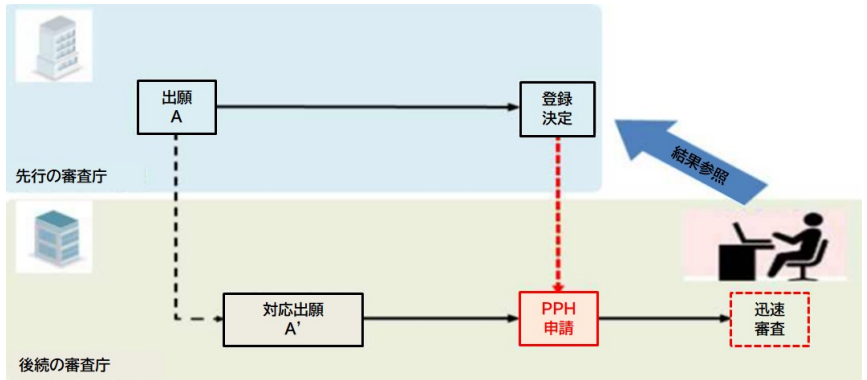 出願
A
登録
決定
結果参照
先行の審査庁
対応出願
A'
PPH
申請
迅速
審査
後続の審査庁